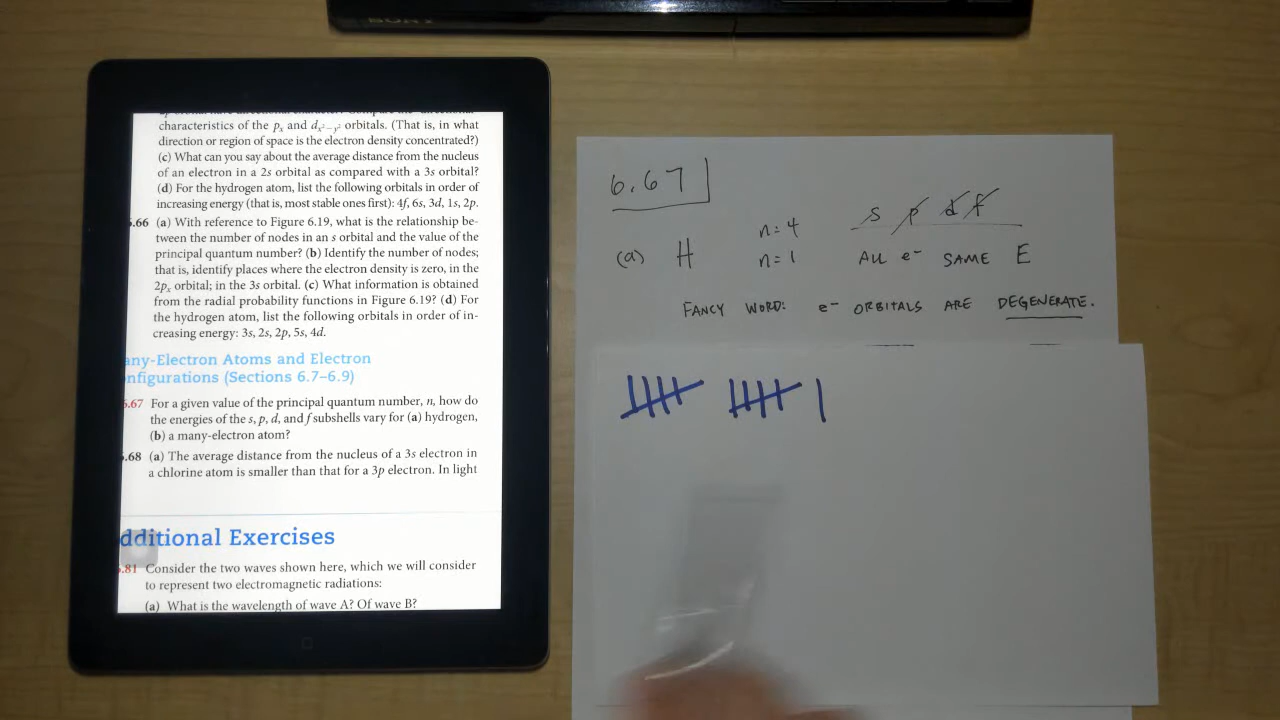 SONY
characteristics of the pₓ and dₓ²₋ᵧ² orbitals. (That is, in what
direction or region of space is the electron density concentrated?)
(c) What can you say about the average distance from the nucleus
of an electron in a 2s orbital as compared with a 3s orbital?
(d) For the hydrogen atom, list the following orbitals in order of
increasing energy (that is, most stable ones first): 4f, 6s, 3d, 1s, 2p.
6.66 (a) With reference to Figure 6.19, what is the relationship be-
tween the number of nodes in an s orbital and the value of the
principal quantum number? (b) Identify the number of nodes;
that is, identify places where the electron density is zero, in the
2pₓ orbital; in the 3s orbital. (c) What information is obtained
from the radial probability functions in Figure 6.19? (d) For
the hydrogen atom, list the following orbitals in order of in-
creasing energy: 3s, 2s, 2p, 5s, 4d.
any-Electron Atoms and Electron
nfigurations (Sections 6.7–6.9)
6.67 For a given value of the principal quantum number, n, how do
the energies of the s, p, d, and f subshells vary for (a) hydrogen,
(b) a many-electron atom?
.68 (a) The average distance from the nucleus of a 3s electron in
a chlorine atom is smaller than that for a 3p electron. In light
dditional Exercises
.81 Consider the two waves shown here, which we will consider
to represent two electromagnetic radiations:
(a) What is the wavelength of wave A? Of wave B?
6.67
n=4 s p d f
(a) H n=1 ALL e⁻ SAME E
FANCY WORD: e⁻ ORBITALS ARE DEGENERATE.